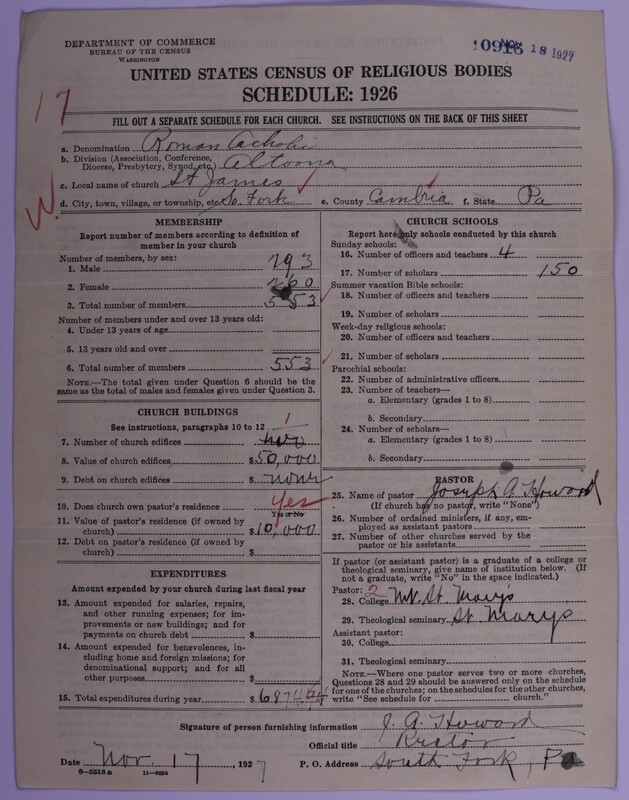 DEPARTMENT OF COMMERCE
BUREAU OF THE CENSUS
WASHINGTON
NOV 18 1927
UNITED STATES CENSUS OF RELIGIOUS BODIES
SCHEDULE: 1926
17
FILL OUT A SEPARATE SCHEDULE FOR EACH CHURCH. SEE INSTRUCTIONS ON THE BACK OF THIS SHEET
a. Denomination Roman Catholic
b. Division (Association, Conference, Diocese, Presbytery, Synod, etc.) Altoona
c. Local name of church St James
W
d. City, town, village, or township, etc. So. Fork e. County Cambria f. State Pa
MEMBERSHIP
Report number of members according to definition of member in your church
Number of members, by sex:
1. Male 293
2. Female 260
3. Total number of members 553
Number of members under and over 13 years old:
4. Under 13 years of age
5. 13 years old and over
6. Total number of members 553
NOTE.—The total given under Question 6 should be the same as the total of males and females given under Question 3.
CHURCH BUILDINGS
See instructions, paragraphs 10 to 12
1
7. Number of church edifices two
8. Value of church edifices $50,000
9. Debt on church edifices $ none
10. Does church own pastor's residence yes
Yes or No
11. Value of pastor's residence (if owned by church) $10,000
12. Debt on pastor's residence (if owned by church) $
EXPENDITURES
Amount expended by your church during last fiscal year
13. Amount expended for salaries, repairs, and other running expenses; for improvements or new buildings; and for payments on church debt $
14. Amount expended for benevolences, including home and foreign missions; for denominational support; and for all other purposes $
15. Total expenditures during year $
CHURCH SCHOOLS
Report here only schools conducted by this church
Sunday schools:
16. Number of officers and teachers 4
17. Number of scholars 150
Summer vacation Bible schools:
18. Number of officers and teachers
19. Number of scholars
Week-day religious schools:
20. Number of officers and teachers
21. Number of scholars
Parochial schools:
22. Number of administrative officers
23. Number of teachers—
a. Elementary (grades 1 to 8)
b. Secondary
24. Number of scholars—
a. Elementary (grades 1 to 8)
b. Secondary
PASTOR
25. Name of pastor Joseph A. Howard
(If church has no pastor, write "None")
26. Number of ordained ministers, if any, employed as assistant pastors
27. Number of other churches served by the pastor or his assistants
If pastor (or assistant pastor) is a graduate of a college or theological seminary, give name of institution below. (If not a graduate, write "No" in the space indicated.)
Pastor: 2
28. College Mt. St. Mary's
29. Theological seminary St Marys
Assistant pastor:
30. College
31. Theological seminary
NOTE.—Where one pastor serves two or more churches, Questions 28 and 29 should be answered only on the schedule for one of the churches; on the schedules for the other churches, write "See schedule for church."
Signature of person furnishing information J. A. Howard
Official title Rector
Date Nov. 17, 1927 P. O. Address South Fork, Pa
8—5518a 11—9224